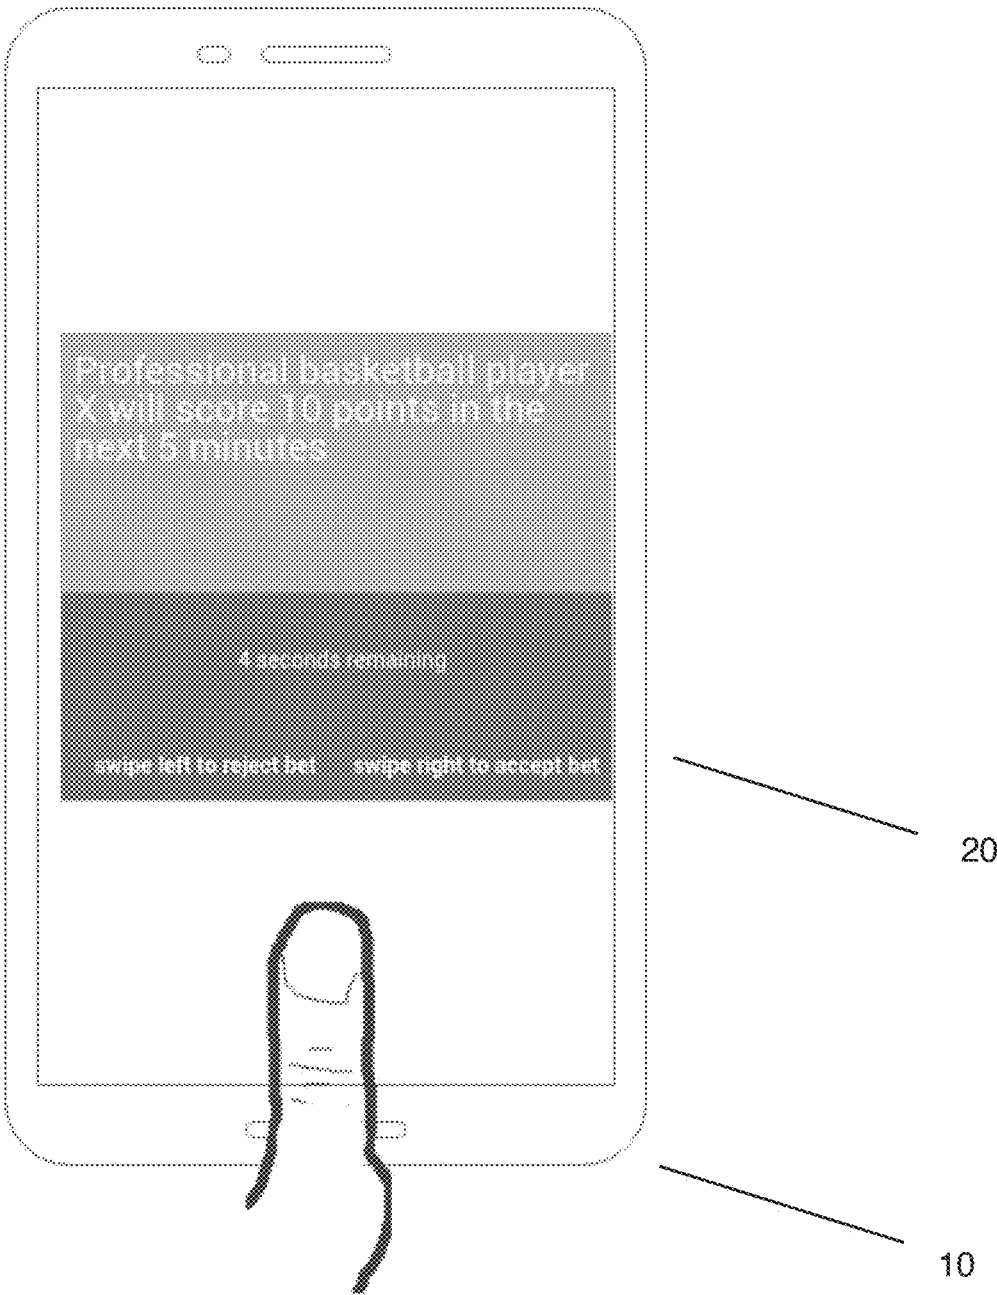 Professional basketball player
X will score 10 points in the
next 5 minutes
4 seconds remaining
swipe left to reject bet swipe right to accept bet
20
10